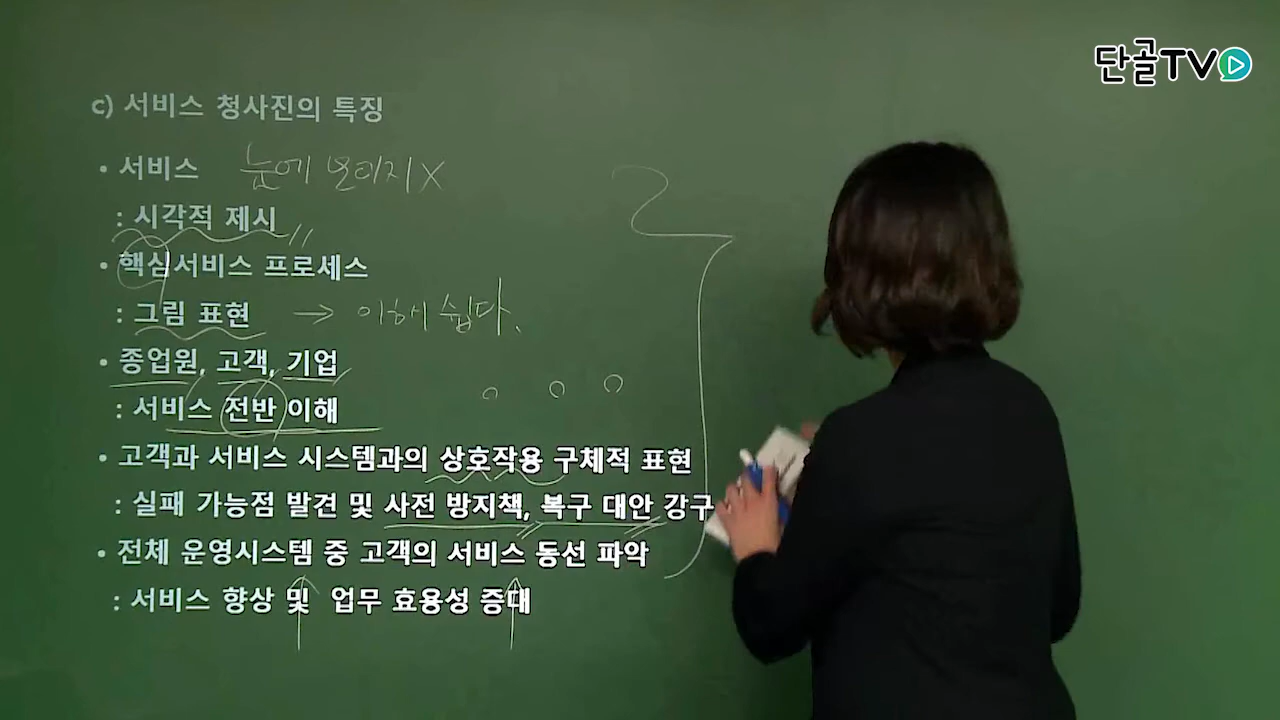 단골TV
c) 서비스 청사진의 특징
• 서비스 눈에 보이지 X
: 시각적 제시
• 핵심서비스 프로세스
: 그림 표현 → 이해 쉽다.
• 종업원, 고객, 기업
: 서비스 전반 이해
• 고객과 서비스 시스템과의 상호작용 구체적 표현
: 실패 가능점 발견 및 사전 방지책, 복구 대안 강구
• 전체 운영시스템 중 고객의 서비스 동선 파악
: 서비스 향상 및 업무 효용성 증대